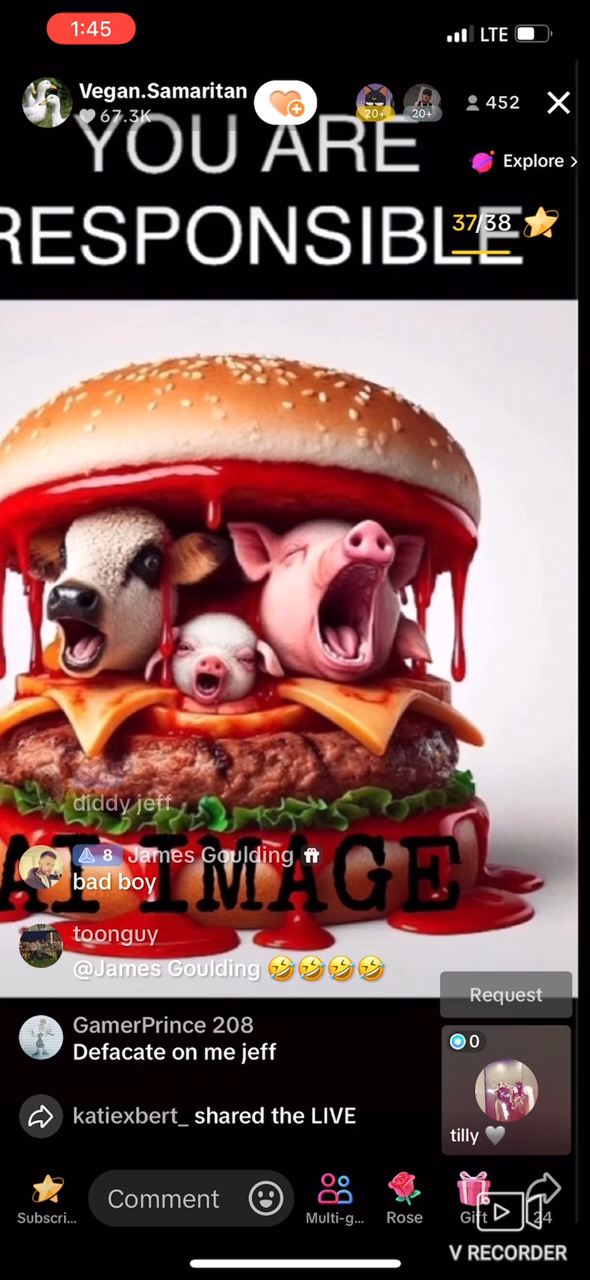 1:45
LTE
Vegan.Samaritan
67.3K
20+
20+
452
YOU ARE
Explore >
RESPONSIBLE
37/38
diddy jeff
8 James Goulding
bad boy
AT IMAGE
toonguy
@James Goulding 🤣🤣🤣🤣
Request
GamerPrince 208
Defacate on me jeff
0
katiexbert_ shared the LIVE
tilly 🩶
Comment
Subscri...
Multi-g...
Rose
Gift
24
V RECORDER